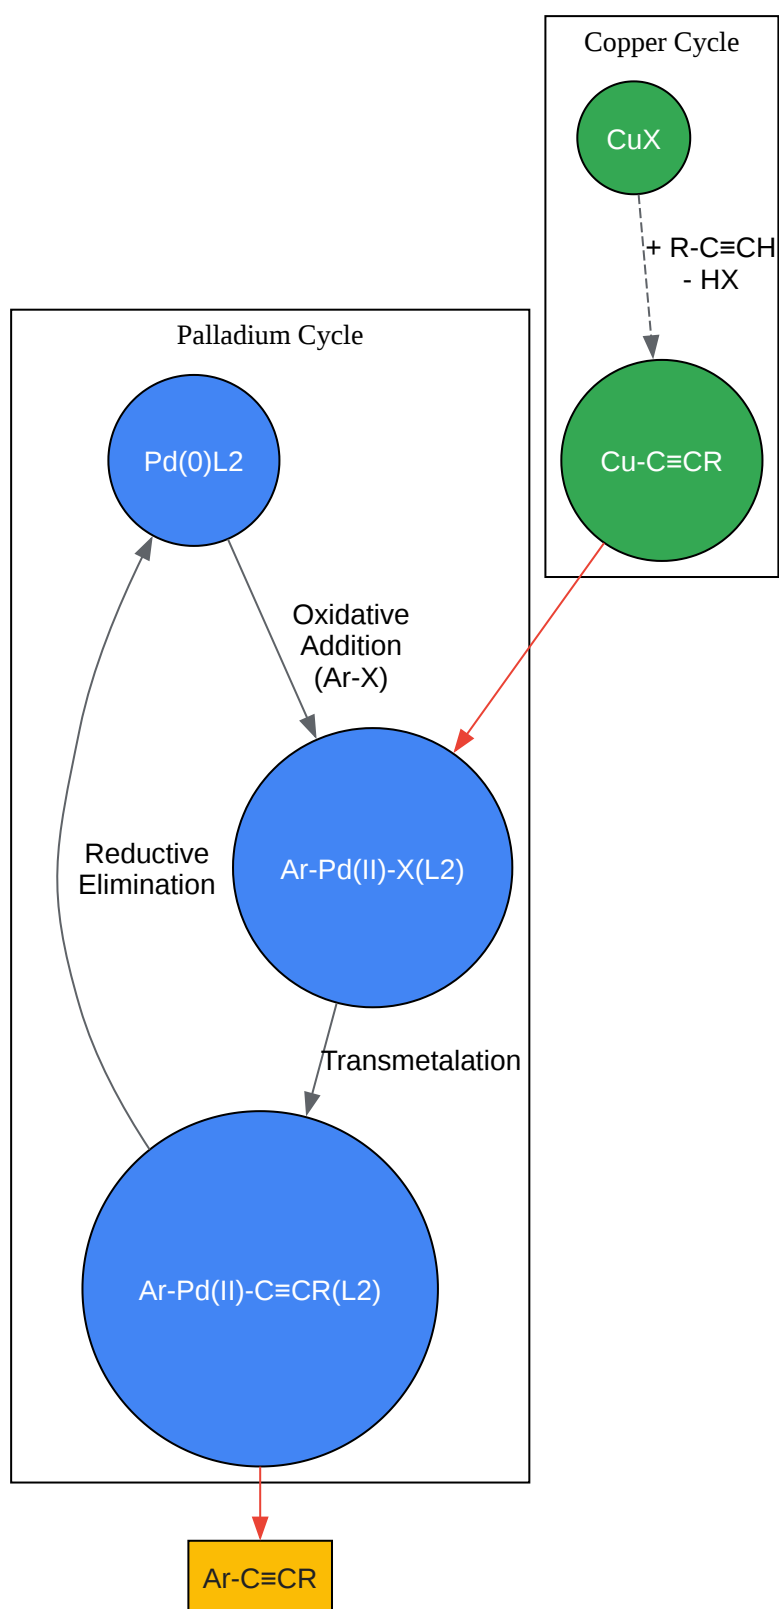 Copper Cycle
CuX
+ R-C≡CH
- HX
Palladium Cycle
Pd(0)L2
Cu-C≡CR
Oxidative
Addition
(Ar-X)
Reductive
Elimination
Ar-Pd(II)-X(L2)
Transmetalation
Ar-Pd(II)-C≡CR(L2)
Ar-C≡CR